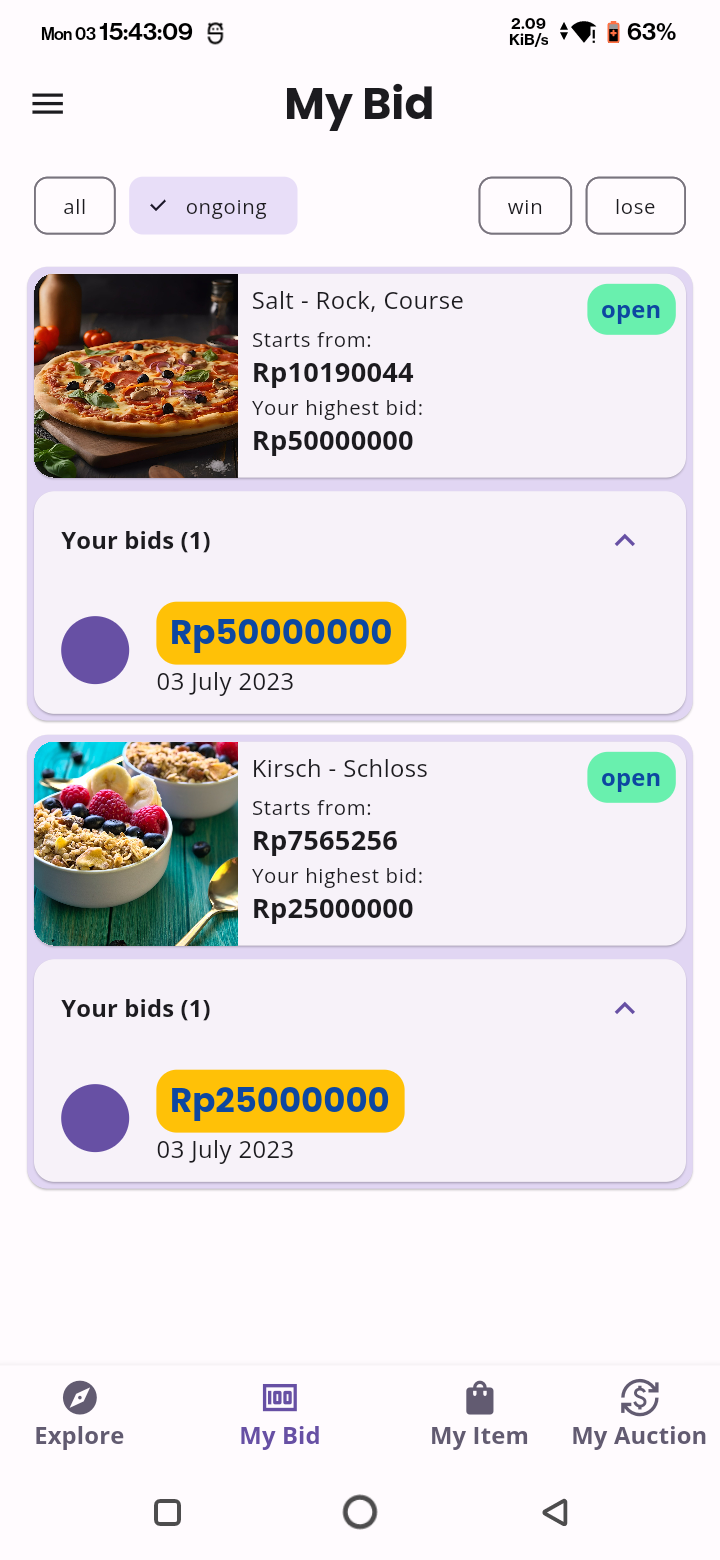 Mon 03 15:43:09 2.09 KiB/s 63%
My Bid
all ongoing win lose
Salt - Rock, Course open
Starts from:
Rp10190044
Your highest bid:
Rp50000000
Your bids (1)
Rp50000000
03 July 2023
Kirsch - Schloss open
Starts from:
Rp7565256
Your highest bid:
Rp25000000
Your bids (1)
Rp25000000
03 July 2023
Explore My Bid My Item My Auction